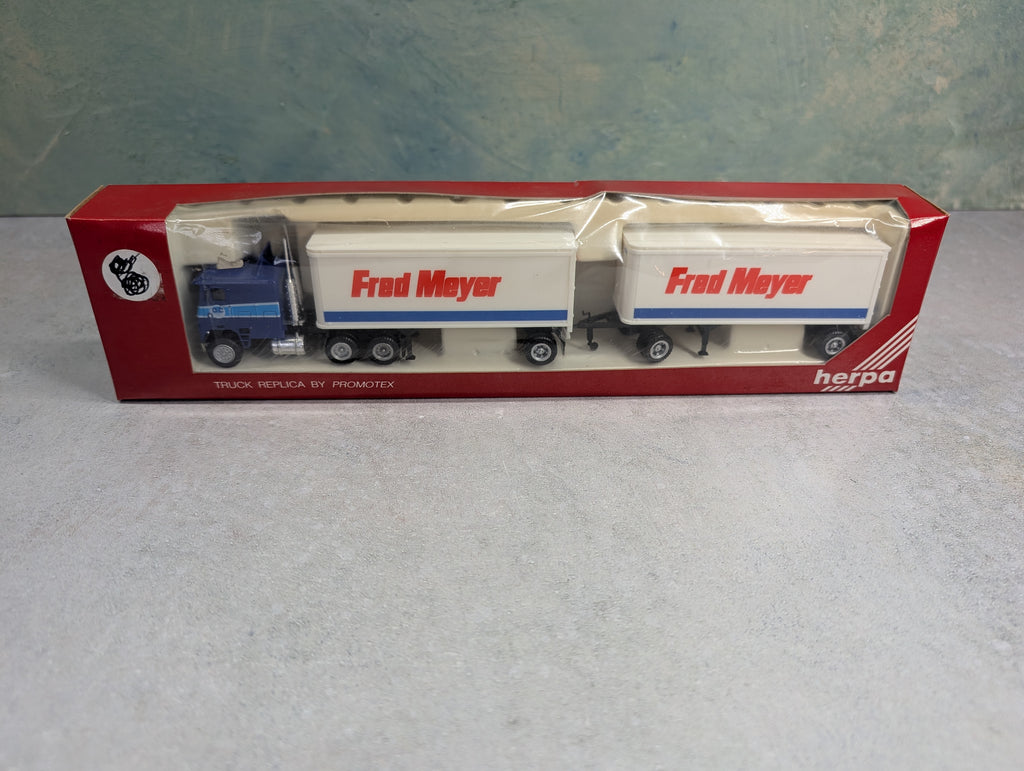 Fred Meyer
Fred Meyer
TRUCK REPLICA BY PROMOTEX
herpa